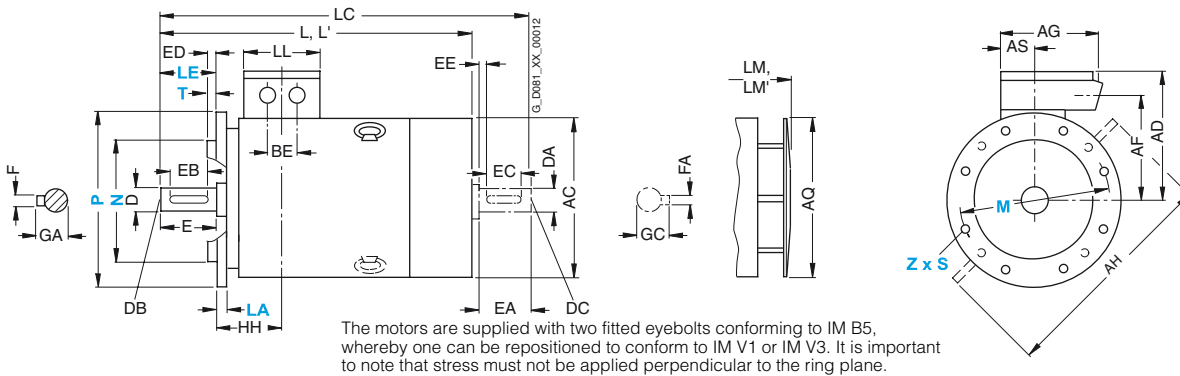 LC
L, L'
ED
LL
LE
T
EE
G_D081_XX_00012
LM,
LM'
AG
AS
BE
EB
F
P
N
D
E
GA
DB
LA
HH
EC
DA
AC
EA
DC
FA
GC
AQ
AF
AD
M
Z x S
AH
The motors are supplied with two fitted eyebolts conforming to IM B5,
whereby one can be repositioned to conform to IM V1 or IM V3. It is important
to note that stress must not be applied perpendicular to the ring plane.